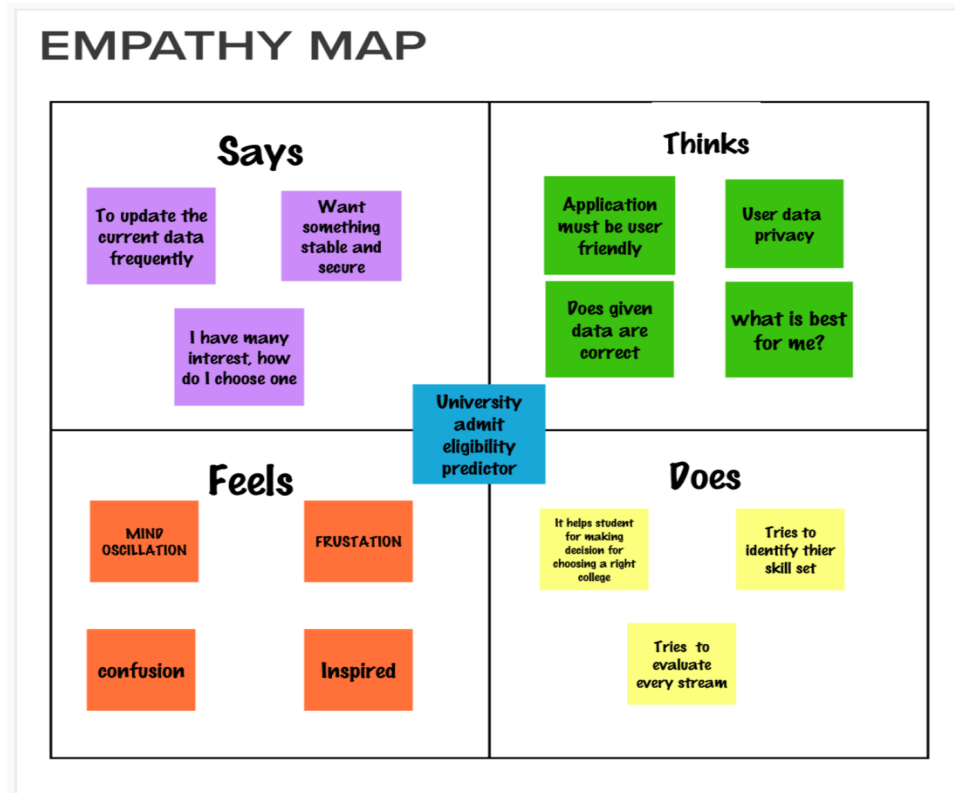 EMPATHY MAP
Says
To update the
current data
frequently
Want
something
stable and
secure
I have many
interest, how
do I choose one
Thinks
Application
must be user
friendly
User data
privacy
Does given
data are
correct
what is best
for me?
University
admit
eligibility
predictor
Feels
MIND
OSCILLATION
FRUSTATION
confusion
Inspired
Does
It helps student
for making
decision for
choosing a right
college
Tries to
identify thier
skill set
Tries to
evaluate
every stream